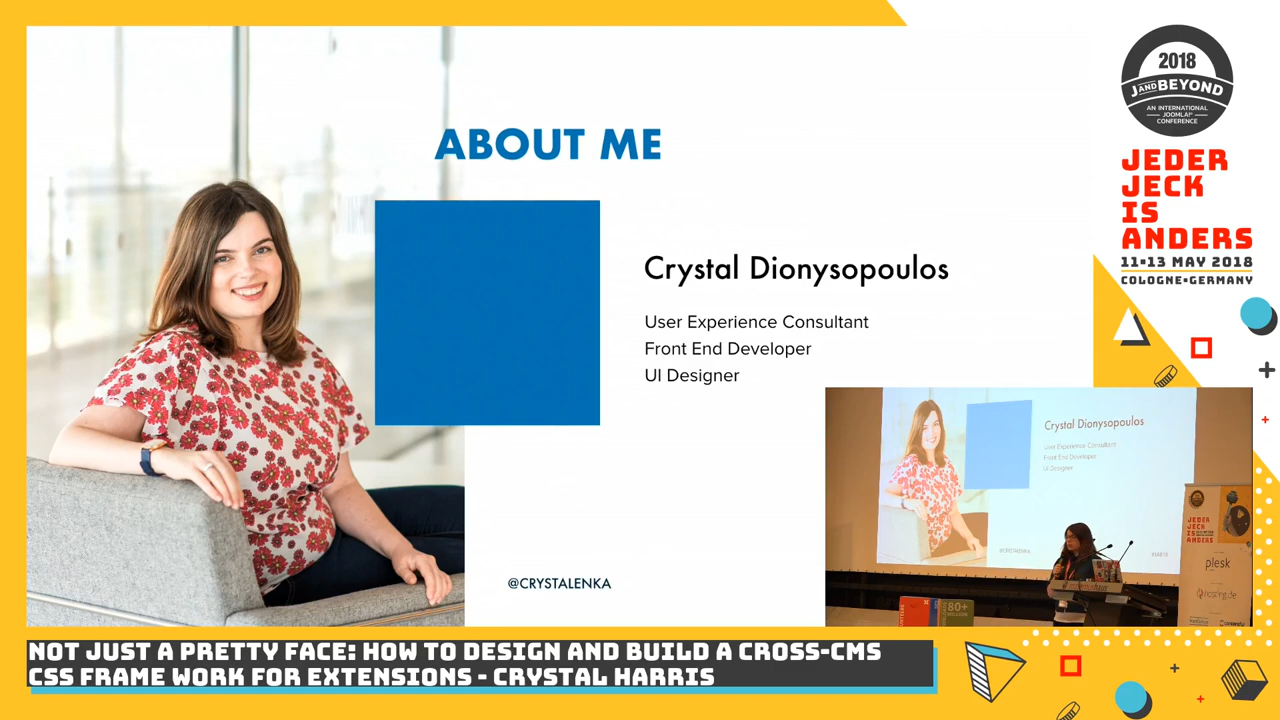 ABOUT ME
Crystal Dionysopoulos
User Experience Consultant
Front End Developer
UI Designer
@CRYSTALENKA
2018
J AND BEYOND
AN INTERNATIONAL
JOOMLA!® 
CONFERENCE
JEDER
JECK
IS
ANDERS
11-13 MAY 2018
COLOGNE▪GERMANY
Crystal Dionysopoulos
User Experience Consultant
Front End Developer
UI Designer
@CRYSTALENKA
JEDER
JECK
IS
ANDERS
plesk
80+
NOT JUST A PRETTY FACE: HOW TO DESIGN AND BUILD A CROSS-CMS
CSS FRAME WORK FOR EXTENSIONS - CRYSTAL HARRIS